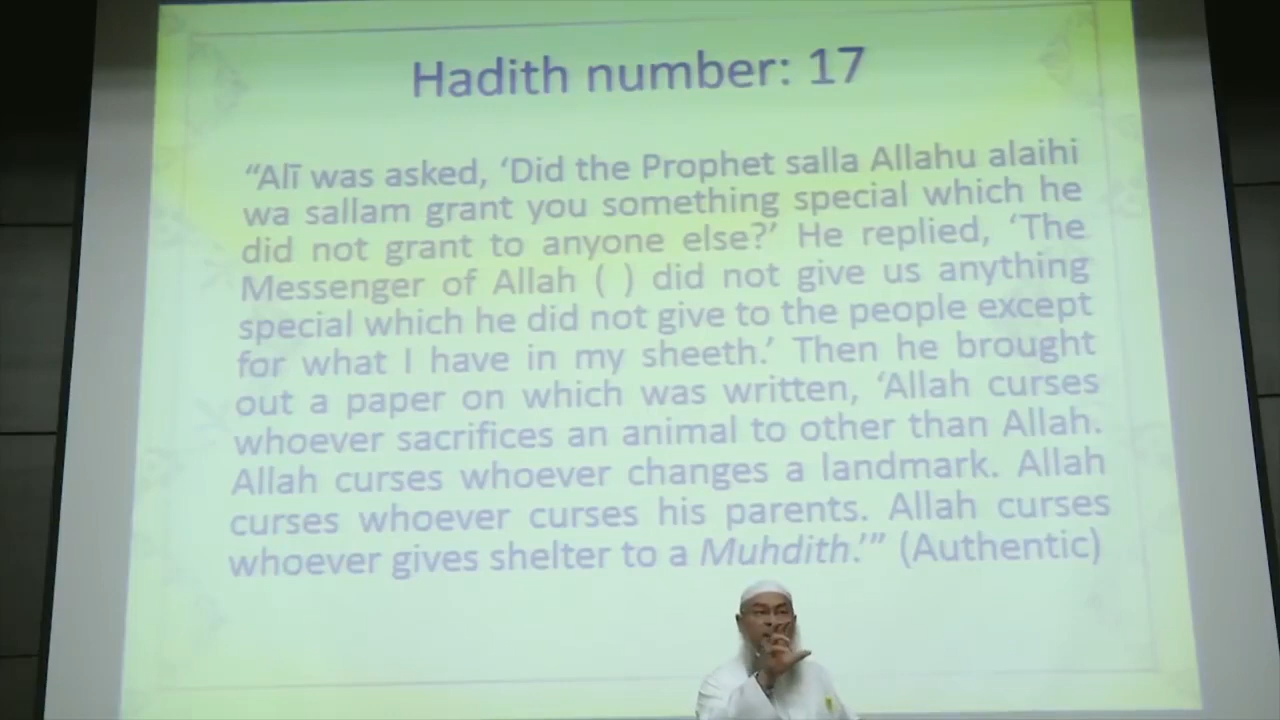 Hadith number: 17
“Alī was asked, ‘Did the Prophet salla Allahu alaihi
wa sallam grant you something special which he
did not grant to anyone else?’ He replied, ‘The
Messenger of Allah ( ) did not give us anything
special which he did not give to the people except
for what I have in my sheeth.’ Then he brought
out a paper on which was written, ‘Allah curses
whoever sacrifices an animal to other than Allah.
Allah curses whoever changes a landmark. Allah
curses whoever curses his parents. Allah curses
whoever gives shelter to a Muhdith.’” (Authentic)